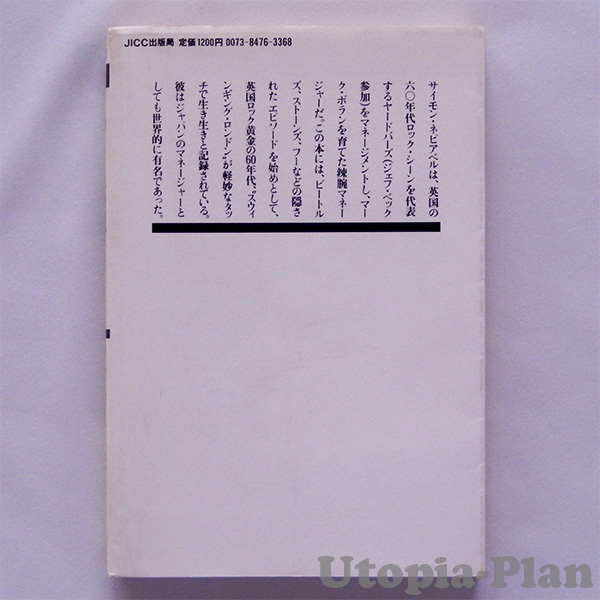 JICC出版局 定価1200円 0073-8476-3368
サイモン・ネピアベルは、英国の
六〇年代ロック・シーンを代表
するヤードバーズ(ジェフ・ベック
参加)をマネージメントし、マー
ク・ボランを育てた辣腕マネー
ジャーだ。この本には、ビートル
ズ、ストーンズ、フーなどの隠さ
れたエピソードを始めとして、
英国ロック黄金の60年代、"スウィ
ンギング・ロンドン"が軽妙なタッ
チで生き生きと記録されている。
彼はジャパンのマネージャーと
しても世界的に有名であった。
Utopia-Plan